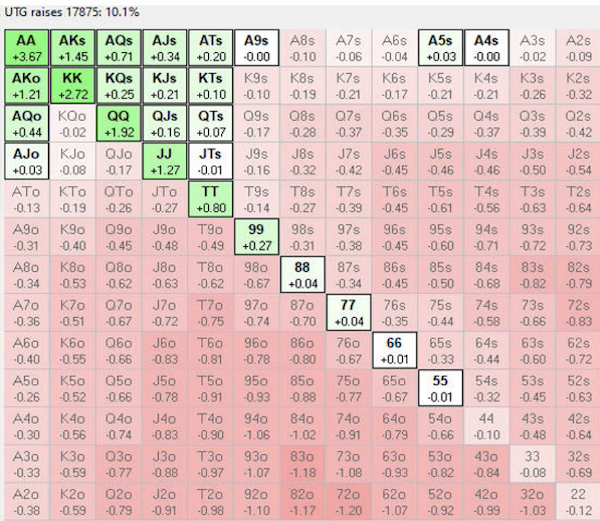 UTG raises 17875: 10.1%
AA AKs AQs AJs ATs A9s A8s A7s A6s A5s A4s A3s A2s
+3.67 +1.45 +0.71 +0.34 +0.20 -0.00 -0.10 -0.06 -0.04 +0.03 -0.00 -0.02 -0.09
AKo KK KQs KJs KTs K9s K8s K7s K6s K5s K4s K3s K2s
+1.21 +2.72 +0.25 +0.21 +0.10 -0.10 -0.19 -0.21 -0.17 -0.21 -0.21 -0.26 -0.32
AQo KQo QQ QJs QTs Q9s Q8s Q7s Q6s Q5s Q4s Q3s Q2s
+0.44 -0.02 +1.92 +0.16 +0.07 -0.17 -0.28 -0.37 -0.35 -0.29 -0.37 -0.39 -0.42
AJo KJo QJo JJ JTs J9s J8s J7s J6s J5s J4s J3s J2s
+0.03 -0.08 -0.17 +1.27 -0.01 -0.16 -0.32 -0.42 -0.45 -0.46 -0.46 -0.50 -0.54
ATo KTo QTo JTo TT T9s T8s T7s T6s T5s T4s T3s T2s
-0.13 -0.19 -0.26 -0.27 +0.80 -0.14 -0.27 -0.39 -0.45 -0.61 -0.56 -0.63 -0.64
A9o K9o Q9o J9o T9o 99 98s 97s 96s 95s 94s 93s 92s
-0.31 -0.40 -0.45 -0.48 -0.49 +0.27 -0.31 -0.38 -0.45 -0.60 -0.71 -0.72 -0.73
A8o K8o Q8o J8o T8o 98o 88 87s 86s 85s 84s 83s 82s
-0.34 -0.53 -0.62 -0.63 -0.62 -0.67 +0.04 -0.34 -0.45 -0.50 -0.68 -0.82 -0.79
A7o K7o Q7o J7o T7o 97o 87o 77 76s 75s 74s 73s 72s
-0.36 -0.51 -0.67 -0.72 -0.75 -0.74 -0.70 +0.04 -0.35 -0.44 -0.58 -0.66 -0.83
A6o K6o Q6o J6o T6o 96o 86o 76o 66 65s 64s 63s 62s
-0.40 -0.55 -0.66 -0.83 -0.81 -0.78 -0.80 -0.67 +0.01 -0.33 -0.44 -0.60 -0.72
A5o K5o Q5o J5o T5o 95o 85o 75o 65o 55 54s 53s 52s
-0.26 -0.52 -0.66 -0.78 -0.91 -0.93 -0.88 -0.77 -0.67 -0.01 -0.32 -0.45 -0.63
A4o K4o Q4o J4o T4o 94o 84o 74o 64o 54o 44 43s 42s
-0.30 -0.56 -0.74 -0.83 -0.90 -1.06 -1.02 -0.91 -0.79 -0.66 -0.10 -0.48 -0.64
A3o K3o Q3o J3o T3o 93o 83o 73o 63o 53o 43o 33 32s
-0.33 -0.59 -0.77 -0.88 -0.97 -1.07 -1.18 -1.08 -0.93 -0.82 -0.84 -0.08 -0.69
A2o K2o Q2o J2o T2o 92o 82o 72o 62o 52o 42o 32o 22
-0.38 -0.59 -0.79 -0.91 -0.98 -1.10 -1.17 -1.20 -1.07 -0.92 -0.99 -1.03 -0.12